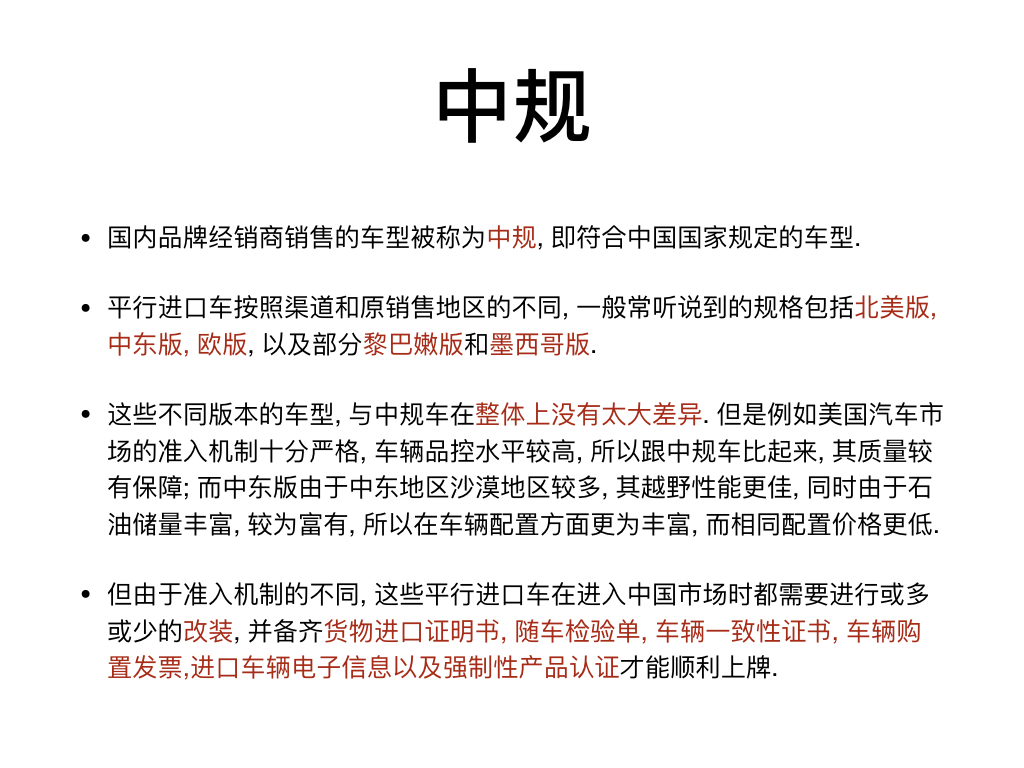 中规
• 国内品牌经销商销售的车型被称为中规, 即符合中国国家规定的车型.
• 平行进口车按照渠道和原销售地区的不同, 一般常听说到的规格包括北美版,
中东版, 欧版, 以及部分黎巴嫩版和墨西哥版.
• 这些不同版本的车型, 与中规车在整体上没有太大差异. 但是例如美国汽车市
场的准入机制十分严格, 车辆品控水平较高, 所以跟中规车比起来, 其质量较
有保障; 而中东版由于中东地区沙漠地区较多, 其越野性能更佳, 同时由于石
油储量丰富, 较为富有, 所以在车辆配置方面更为丰富, 而相同配置价格更低.
• 但由于准入机制的不同, 这些平行进口车在进入中国市场时都需要进行或多
或少的改装, 并备齐货物进口证明书, 随车检验单, 车辆一致性证书, 车辆购
置发票,进口车辆电子信息以及强制性产品认证才能顺利上牌.